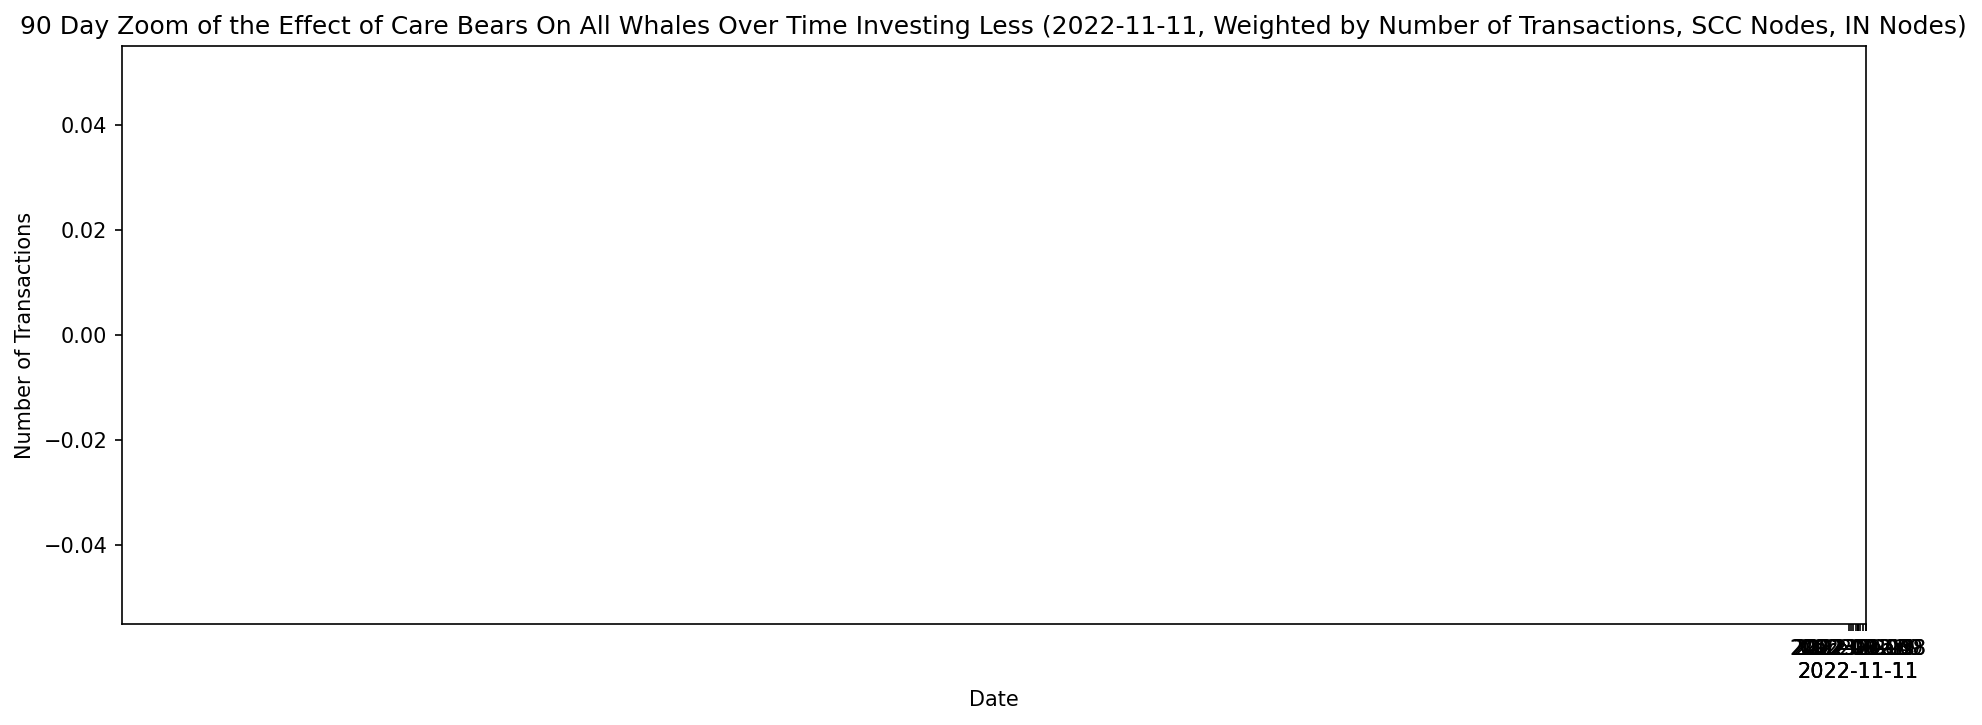 90 Day Zoom of the Effect of Care Bears On All Whales Over Time Investing Less (2022-11-11, Weighted by Number of Transactions, SCC Nodes, IN Nodes)
Number of Transactions
0.04
0.02
0.00
−0.02
−0.04
2022-11-11
Date